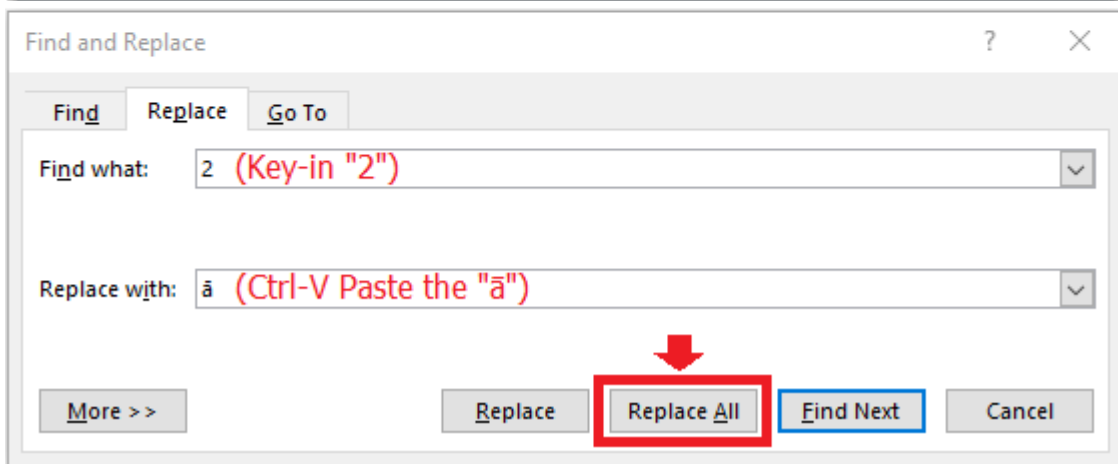 Find and Replace ? ×
Find Replace Go To
Find what: 2 (Key-in "2")
Replace with: ā (Ctrl-V Paste the "ā")
More >> Replace Replace All Find Next Cancel